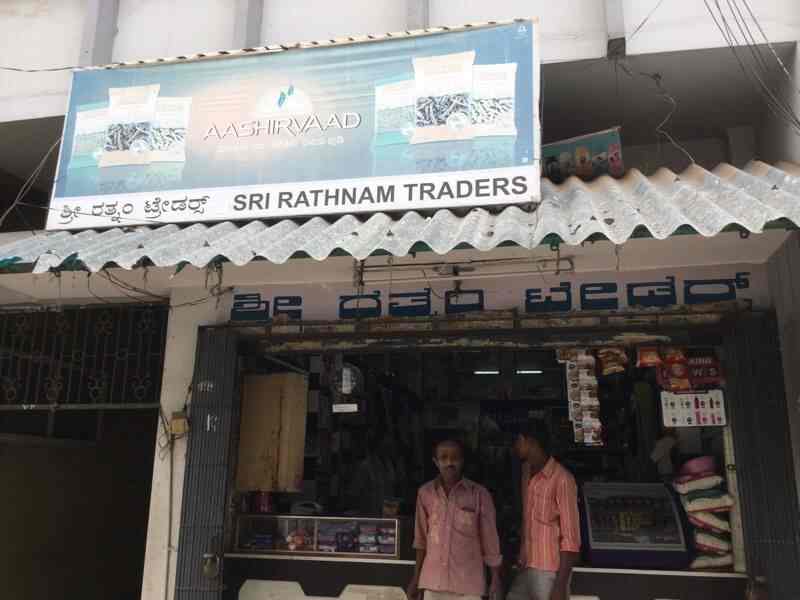 AASHIRVAAD
ಶ್ರೀ ರತ್ನಂ ಟ್ರೇಡರ‍್ಸ್ SRI RATHNAM TRADERS
ಶ್ರೀ ರತ್ನಂ ಟ್ರೇಡರ್